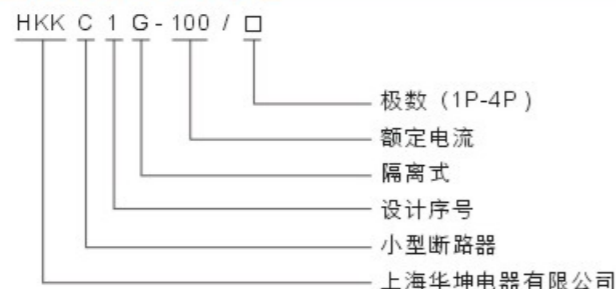 HKK C 1 G - 100 / □
极数（1P-4P）
额定电流
隔离式
设计序号
小型断路器
上海华坤电器有限公司